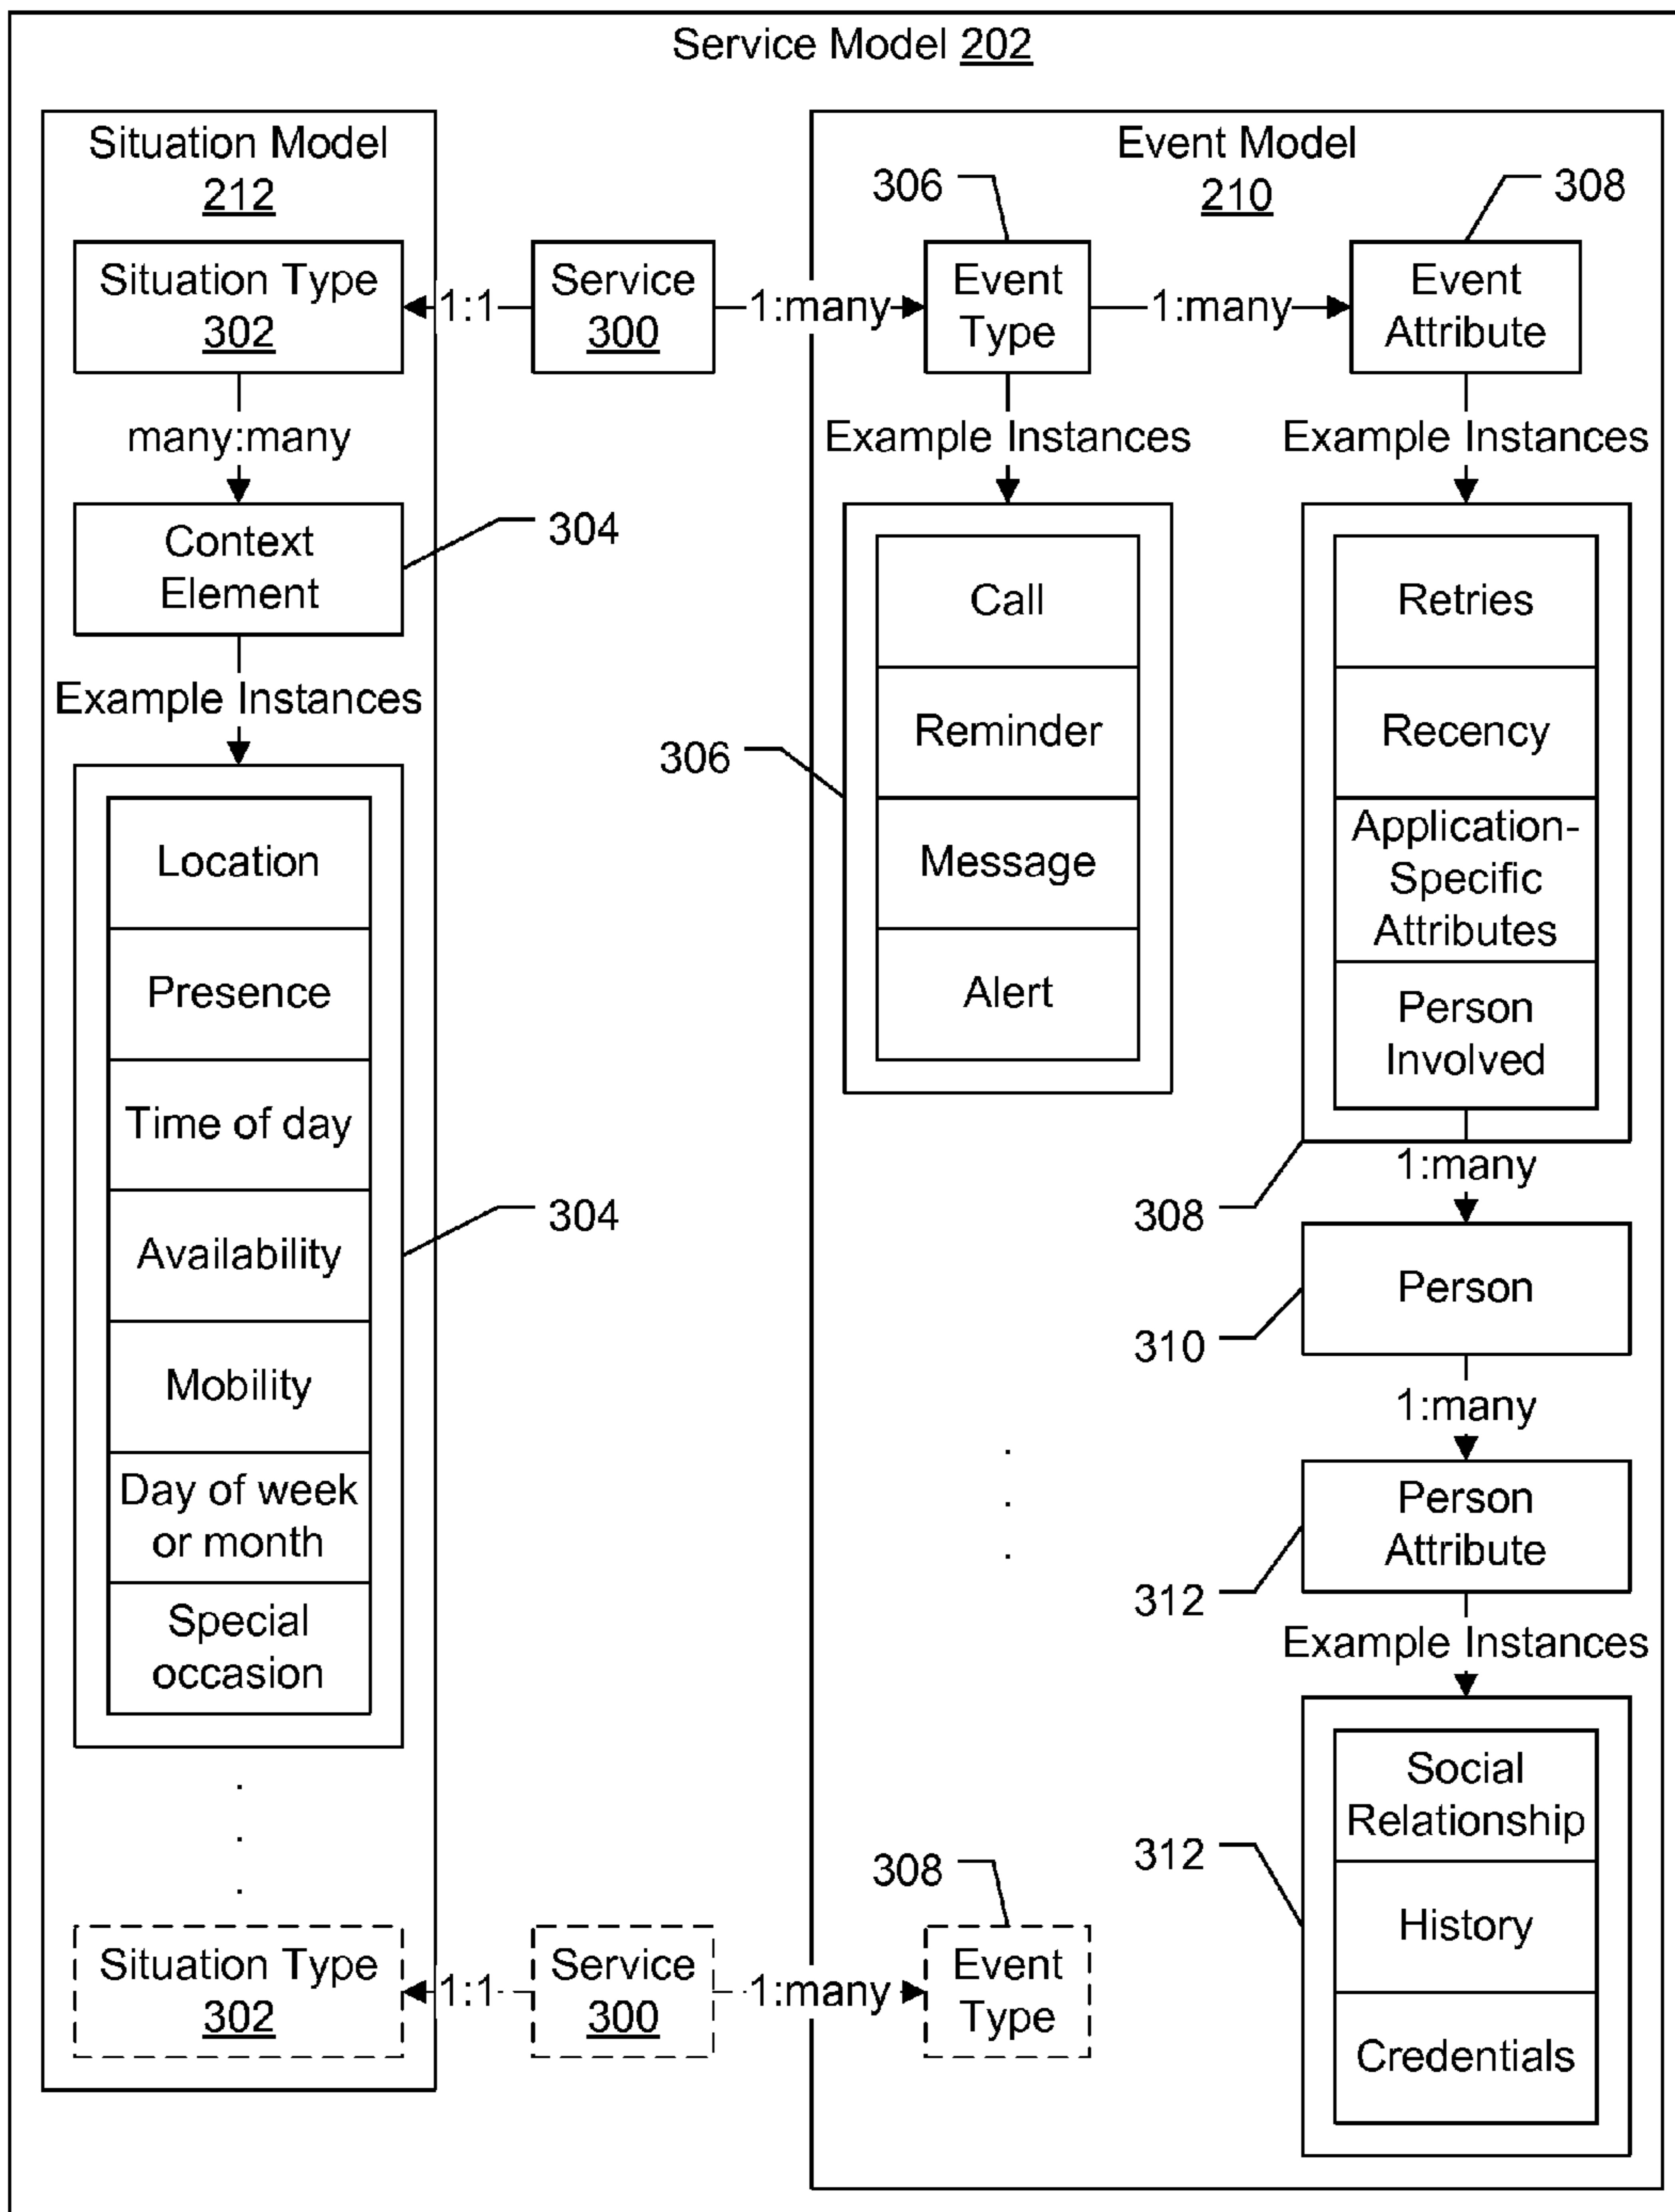 Service Model 202
Situation Model
212
Situation Type
302
many:many
Context
Element
304
Example Instances
Location
Presence
Time of day
Availability
304
Mobility
Day of week
or month
Special
occasion
.
.
.
Situation Type
302
1:1
Service
300
1:many
Event Model
210
306
Event
Type
1:many
308
Event
Attribute
Example Instances
Call
Reminder
306
Message
Alert
Example Instances
Retries
Recency
Application-
Specific
Attributes
Person
Involved
308
1:many
Person
310
1:many
Person
Attribute
312
Example Instances
Social
Relationship
312
History
Credentials
.
.
.
1:1
Service
300
1:many
308
Event
Type